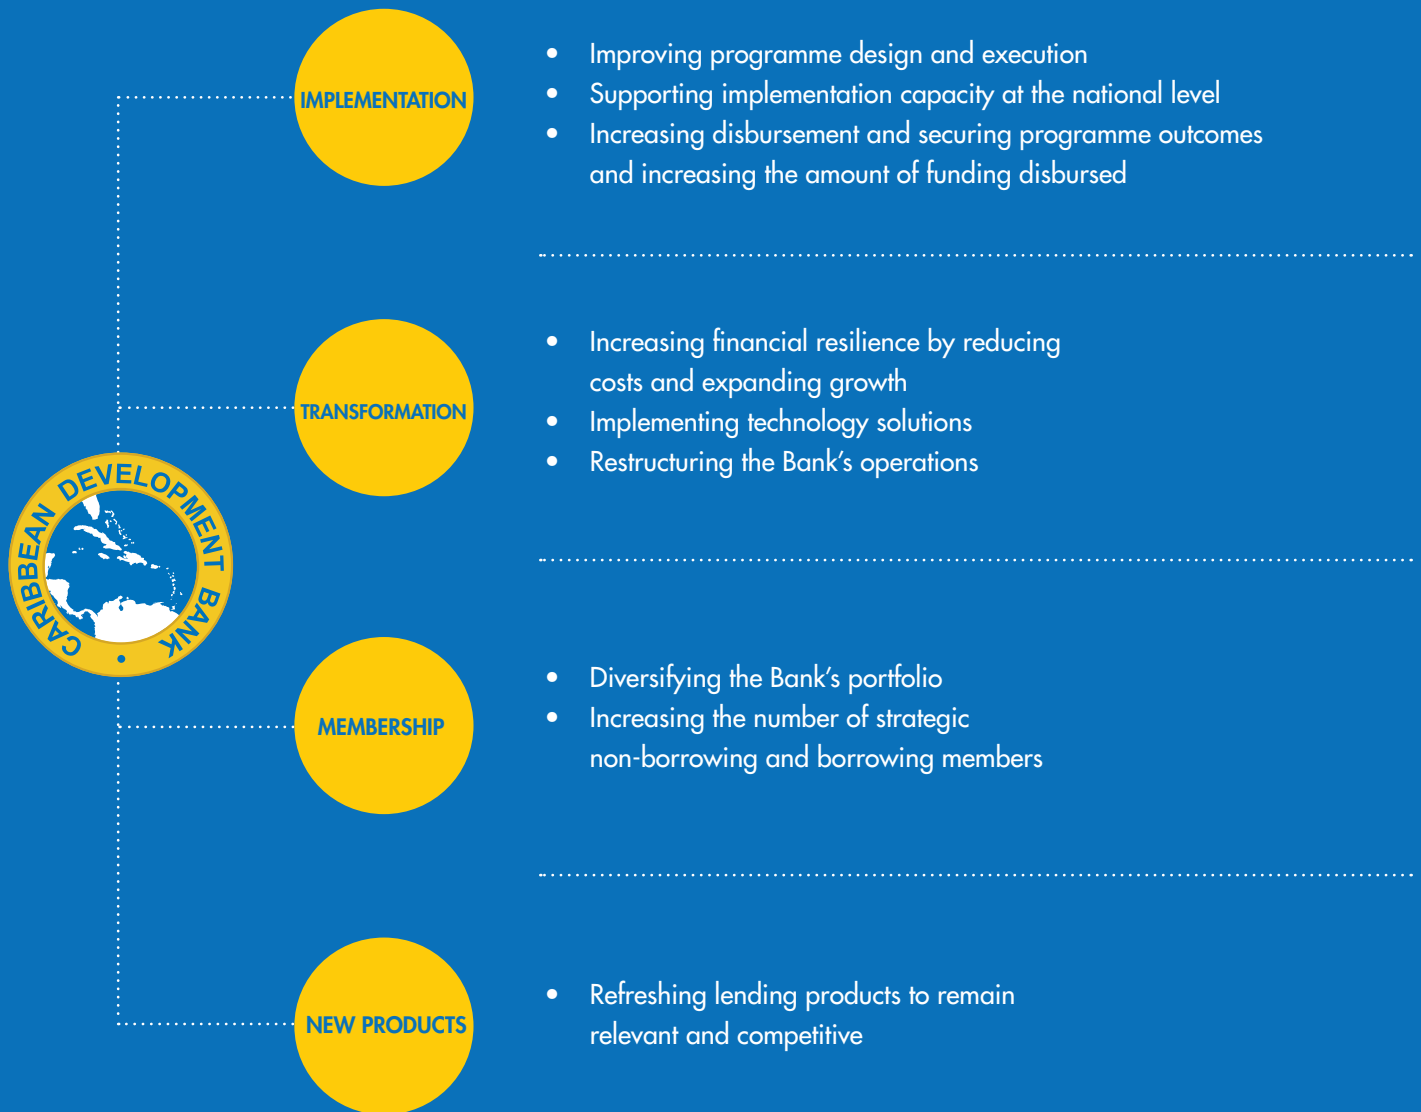 IMPLEMENTATION
• Improving programme design and execution
• Supporting implementation capacity at the national level
• Increasing disbursement and securing programme outcomes
and increasing the amount of funding disbursed
TRANSFORMATION
• Increasing financial resilience by reducing
costs and expanding growth
• Implementing technology solutions
• Restructuring the Bank’s operations
CARIBBEAN DEVELOPMENT BANK •
MEMBERSHIP
• Diversifying the Bank’s portfolio
• Increasing the number of strategic
non-borrowing and borrowing members
NEW PRODUCTS
• Refreshing lending products to remain
relevant and competitive